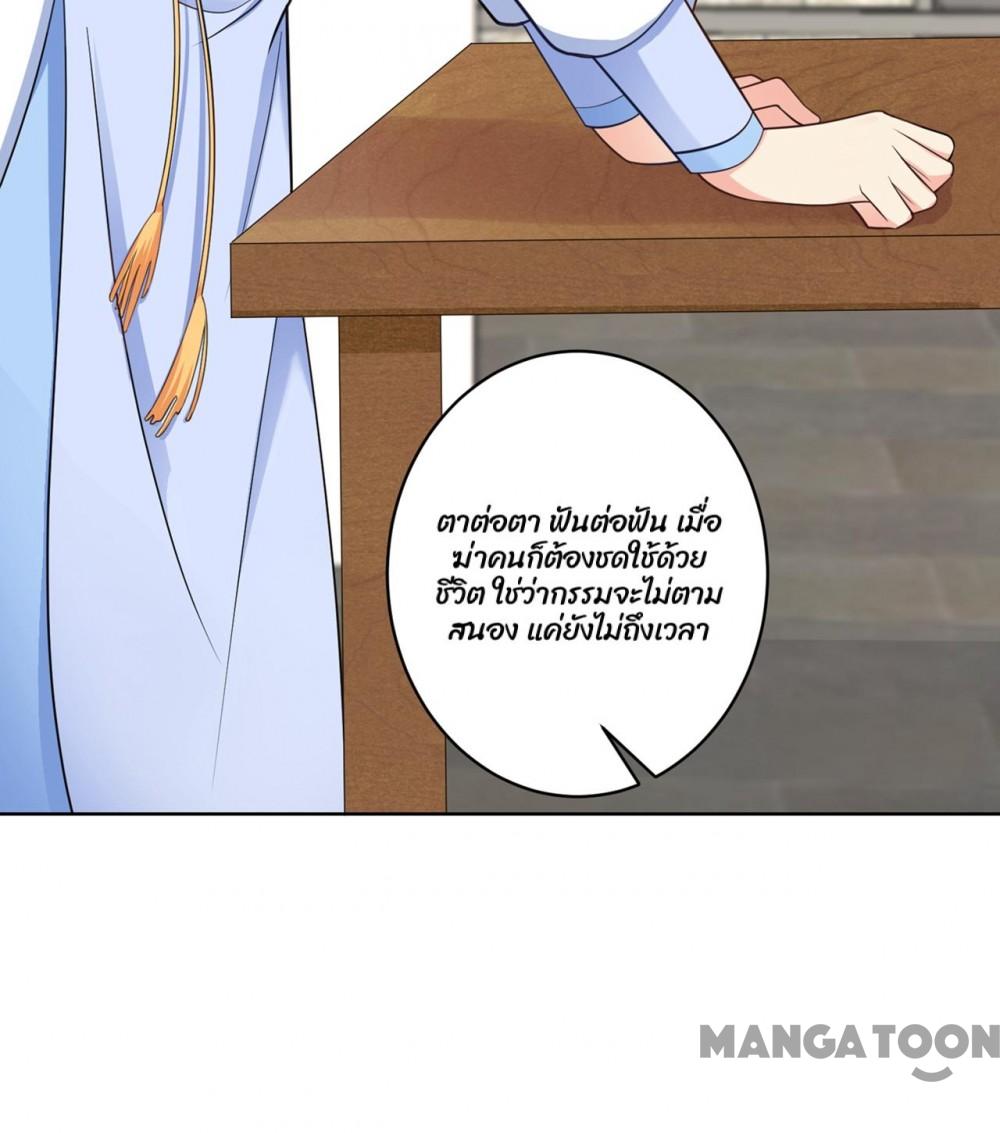 ตาต่อตา ฟันต่อฟัน เมื่อ
ฆ่าคนก็ต้องชดใช้ด้วย
ชีวิต ใช่ว่ากรรมจะไม่ตาม
สนอง แค่ยังไม่ถึงเวลา
MANGATOON